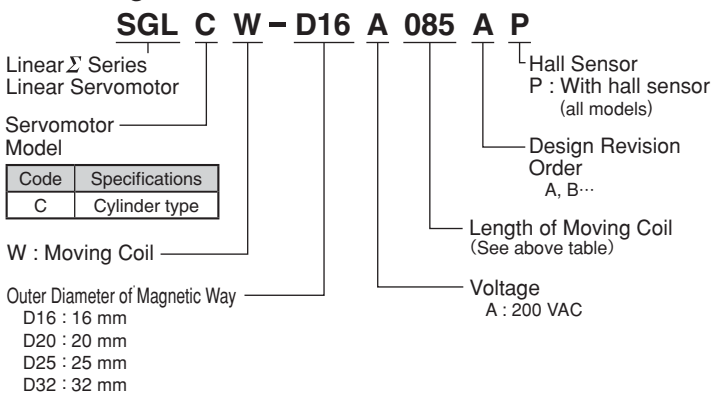 SGL C W - D16 A 085 A P
Linear Σ Series
Linear Servomotor
Servomotor
Model
Code Specifications
C Cylinder type
W : Moving Coil
Outer Diameter of Magnetic Way
D16 : 16 mm
D20 : 20 mm
D25 : 25 mm
D32 : 32 mm
Hall Sensor
P : With hall sensor
(all models)
Design Revision
Order
A, B···
Length of Moving Coil
(See above table)
Voltage
A : 200 VAC